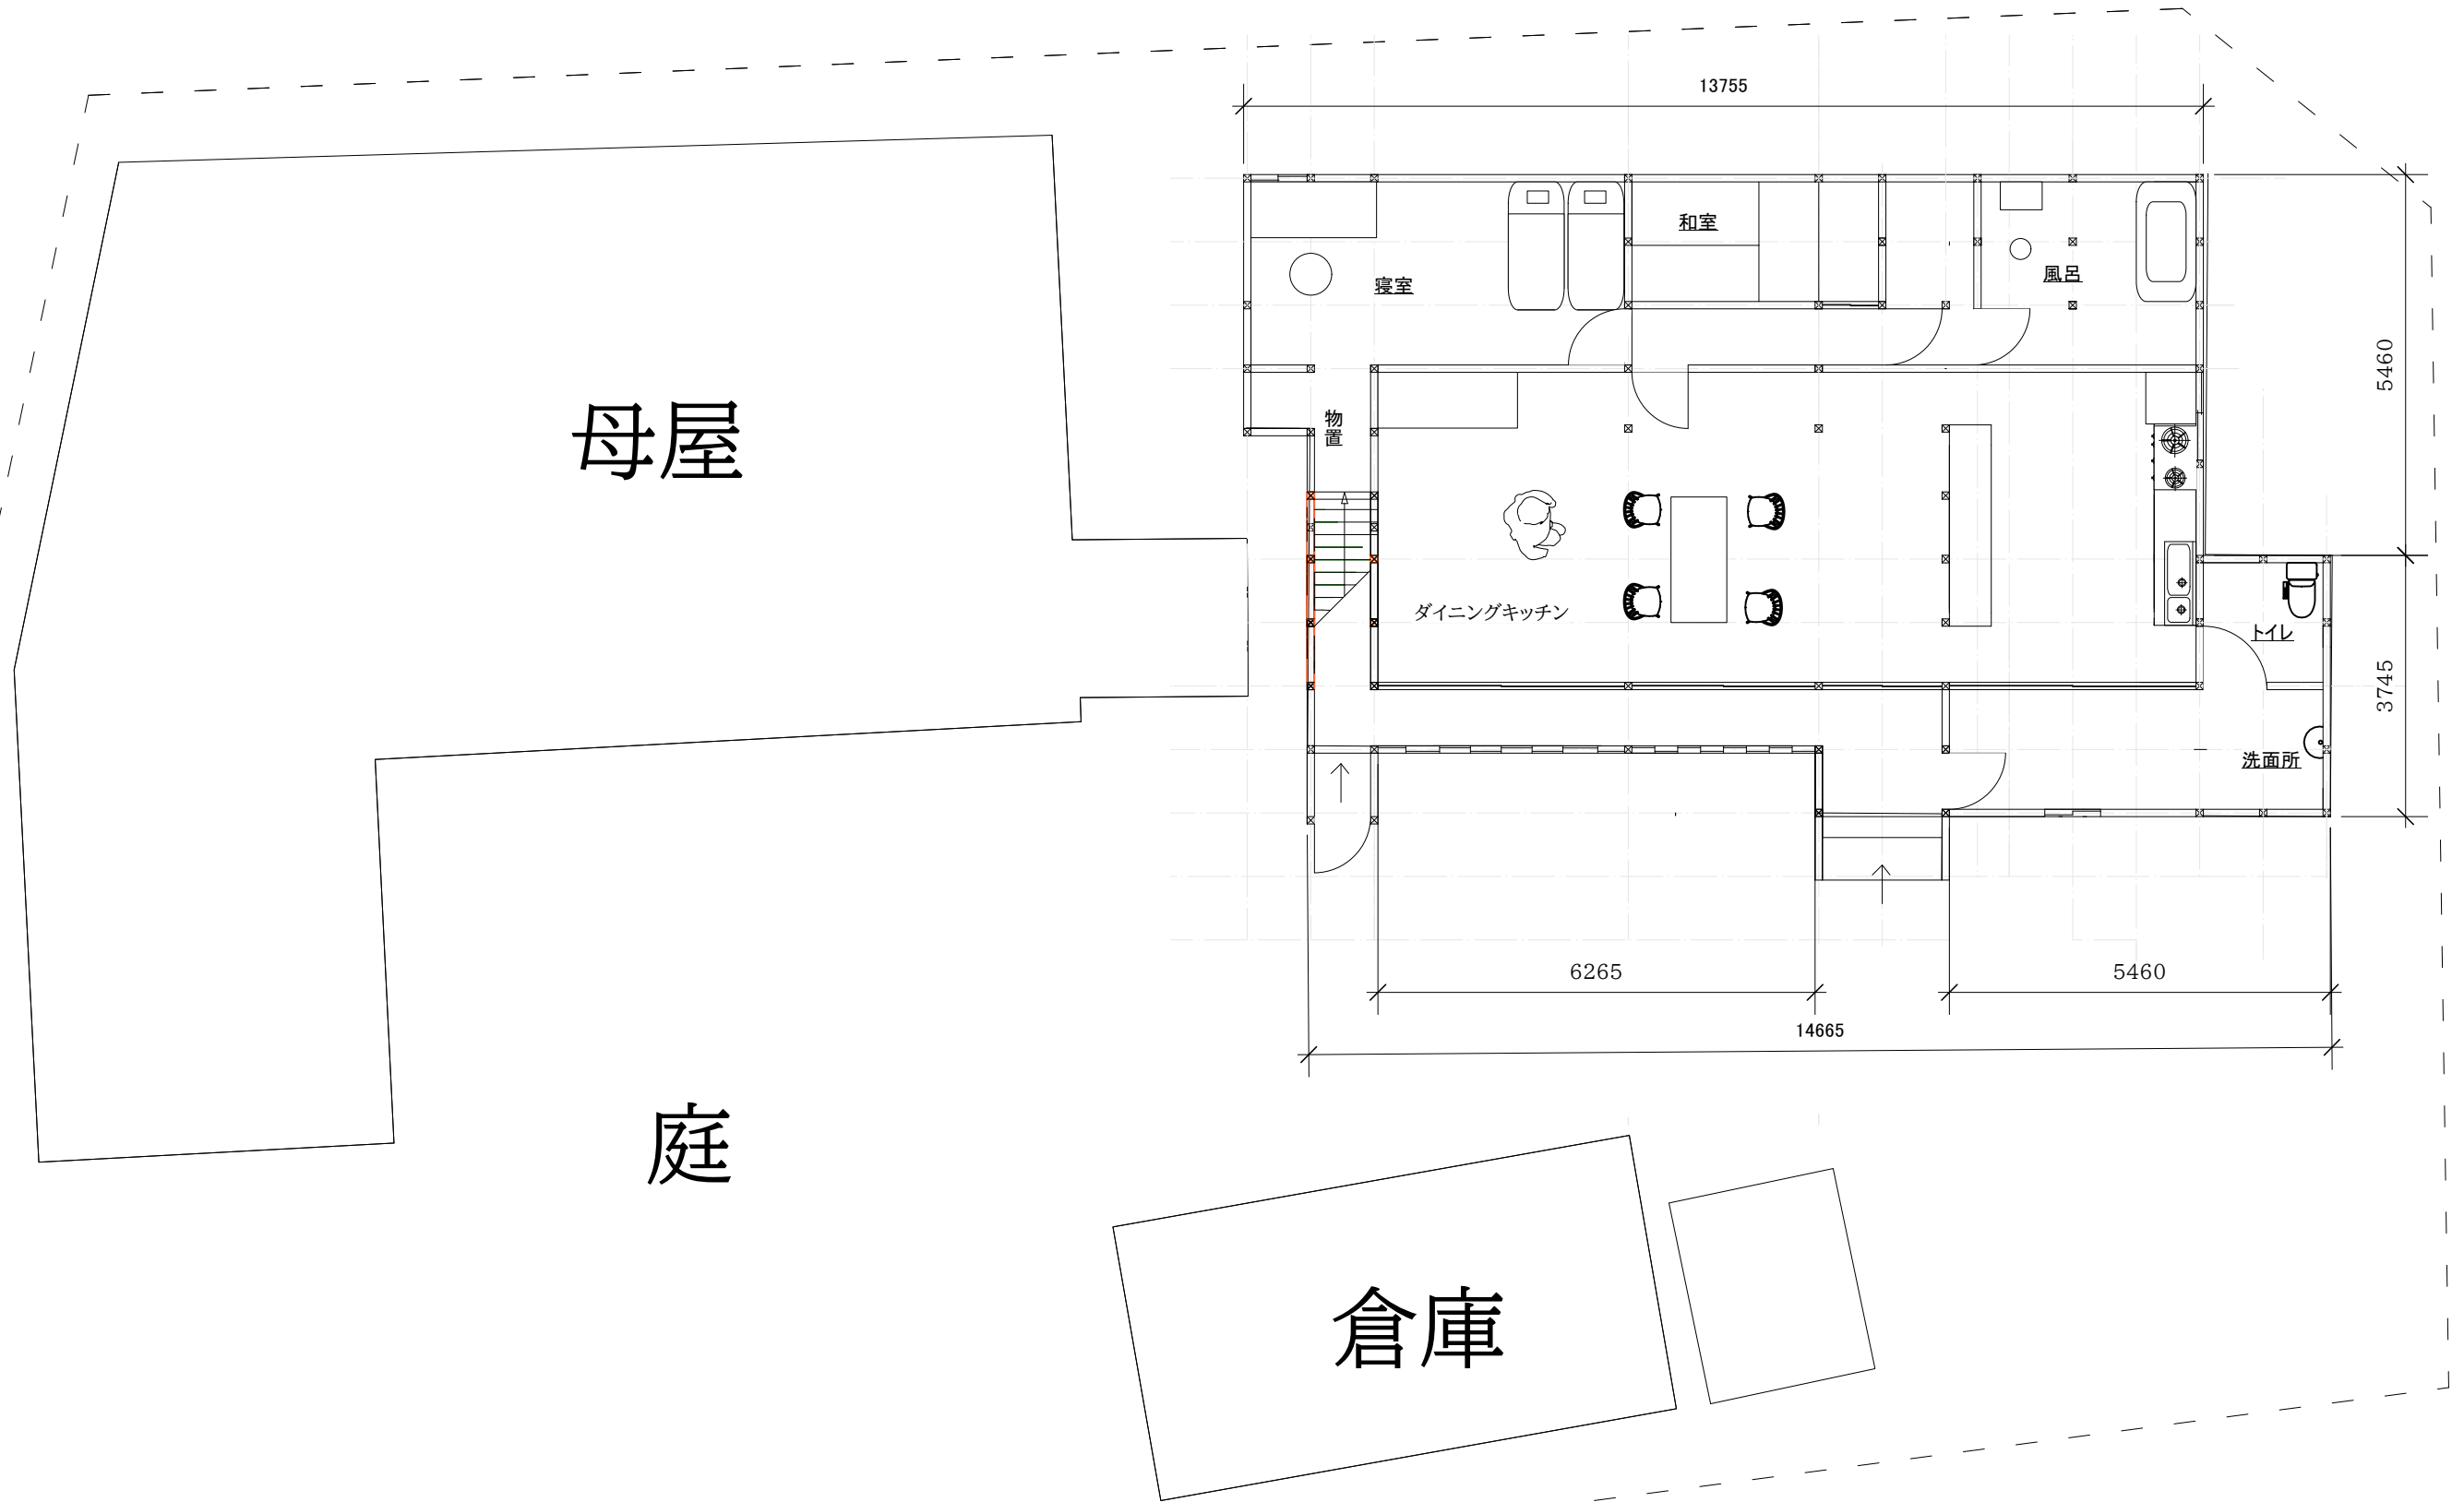 13755
和室
寝室
風呂
5460
母屋
物置
ダイニングキッチン
トイレ
3745
洗面所
6265
5460
14665
庭
倉庫